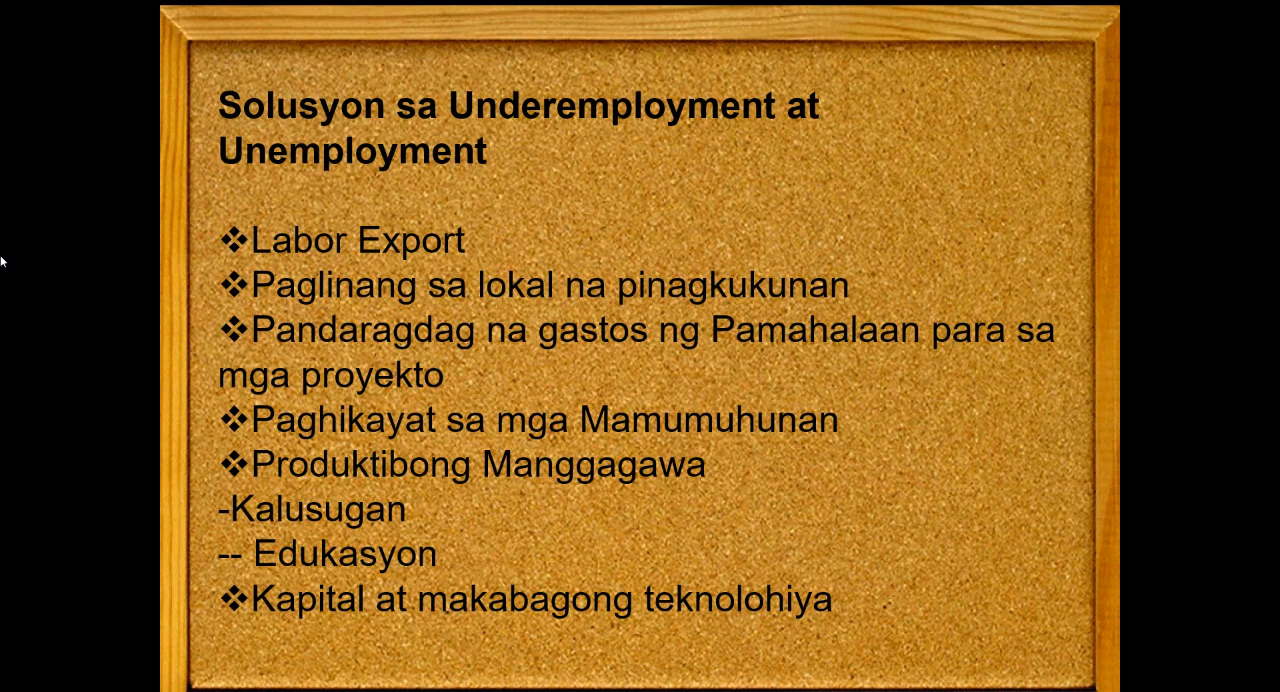 Solusyon sa Underemployment at
Unemployment
❖Labor Export
❖Paglinang sa lokal na pinagkukunan
❖Pandaragdag na gastos ng Pamahalaan para sa
mga proyekto
❖Paghikayat sa mga Mamumuhunan
❖Produktibong Manggagawa
-Kalusugan
-- Edukasyon
❖Kapital at makabagong teknolohiya